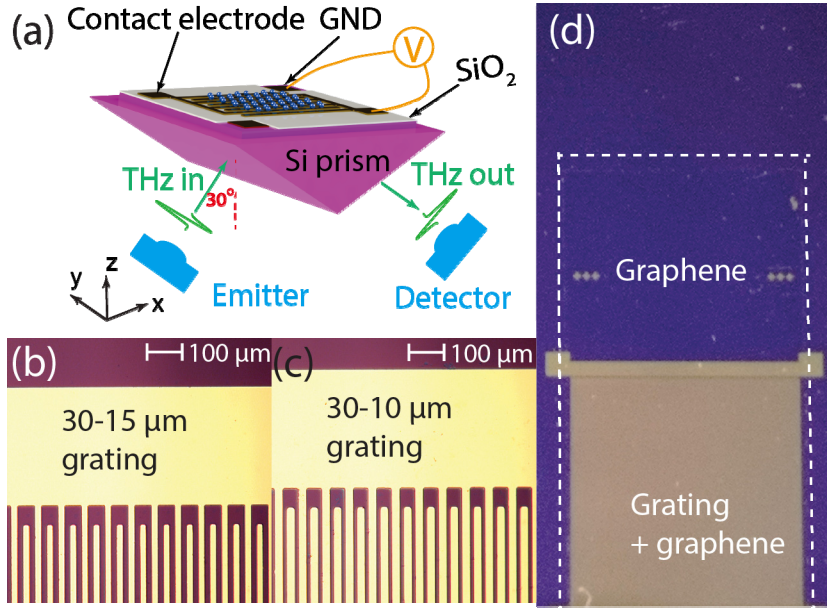 (a)
Contact electrode
GND
V
SiO2
Si prism
THz in
30°
THz out
z
y
x
Emitter
Detector
(b)
100 µm
30-15 µm
grating
(c)
100 µm
30-10 µm
grating
(d)
Graphene
Grating
+ graphene